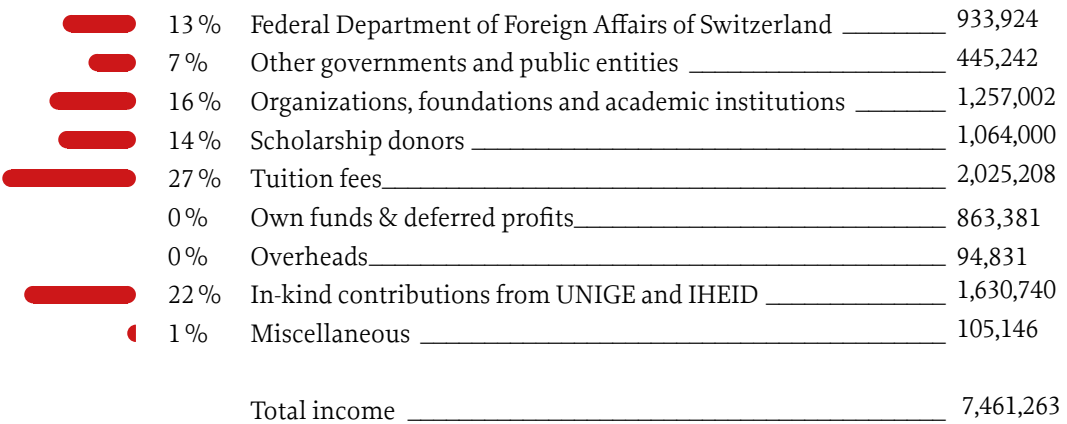 13 % Federal Department of Foreign Affairs of Switzerland 933,924
7 % Other governments and public entities 445,242
16 % Organizations, foundations and academic institutions 1,257,002
14 % Scholarship donors 1,064,000
27 % Tuition fees 2,025,208
0 % Own funds & deferred profits 863,381
0 % Overheads 94,831
22 % In-kind contributions from UNIGE and IHEID 1,630,740
1 % Miscellaneous 105,146
Total income 7,461,263